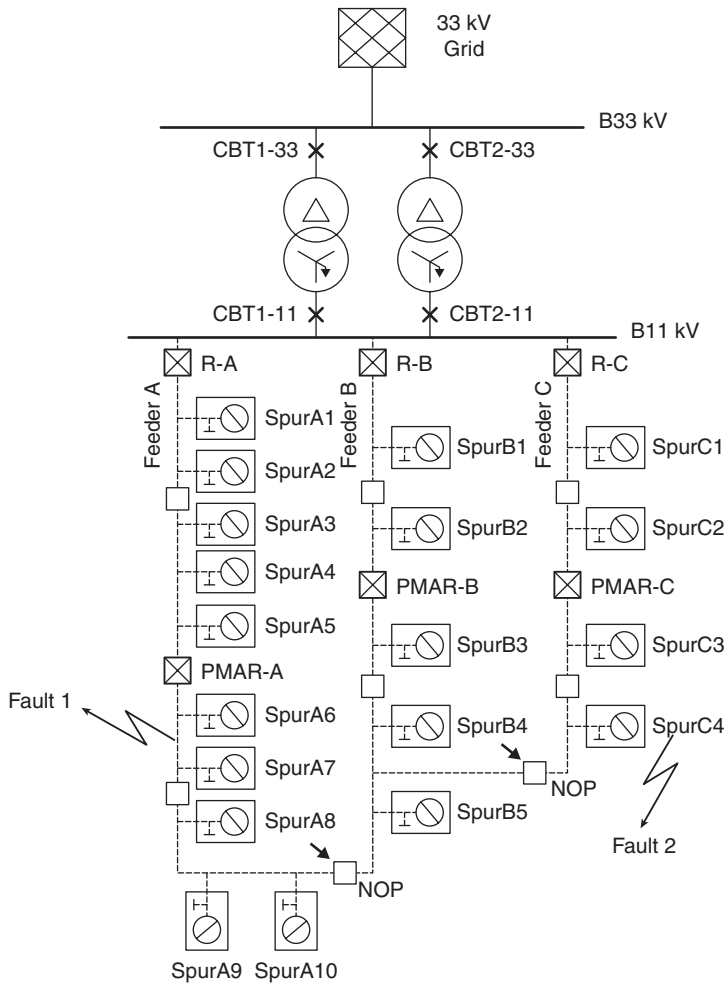 33 kV
Grid
B33 kV
CBT1-33
CBT2-33
CBT1-11
CBT2-11
B11 kV
R-A
R-B
R-C
Feeder A
Feeder B
Feeder C
SpurA1
SpurA2
SpurA3
SpurA4
SpurA5
PMAR-A
SpurA6
SpurA7
SpurA8
SpurA9
SpurA10
SpurB1
SpurB2
PMAR-B
SpurB3
SpurB4
SpurB5
SpurC1
SpurC2
PMAR-C
SpurC3
SpurC4
Fault 1
Fault 2
NOP
NOP